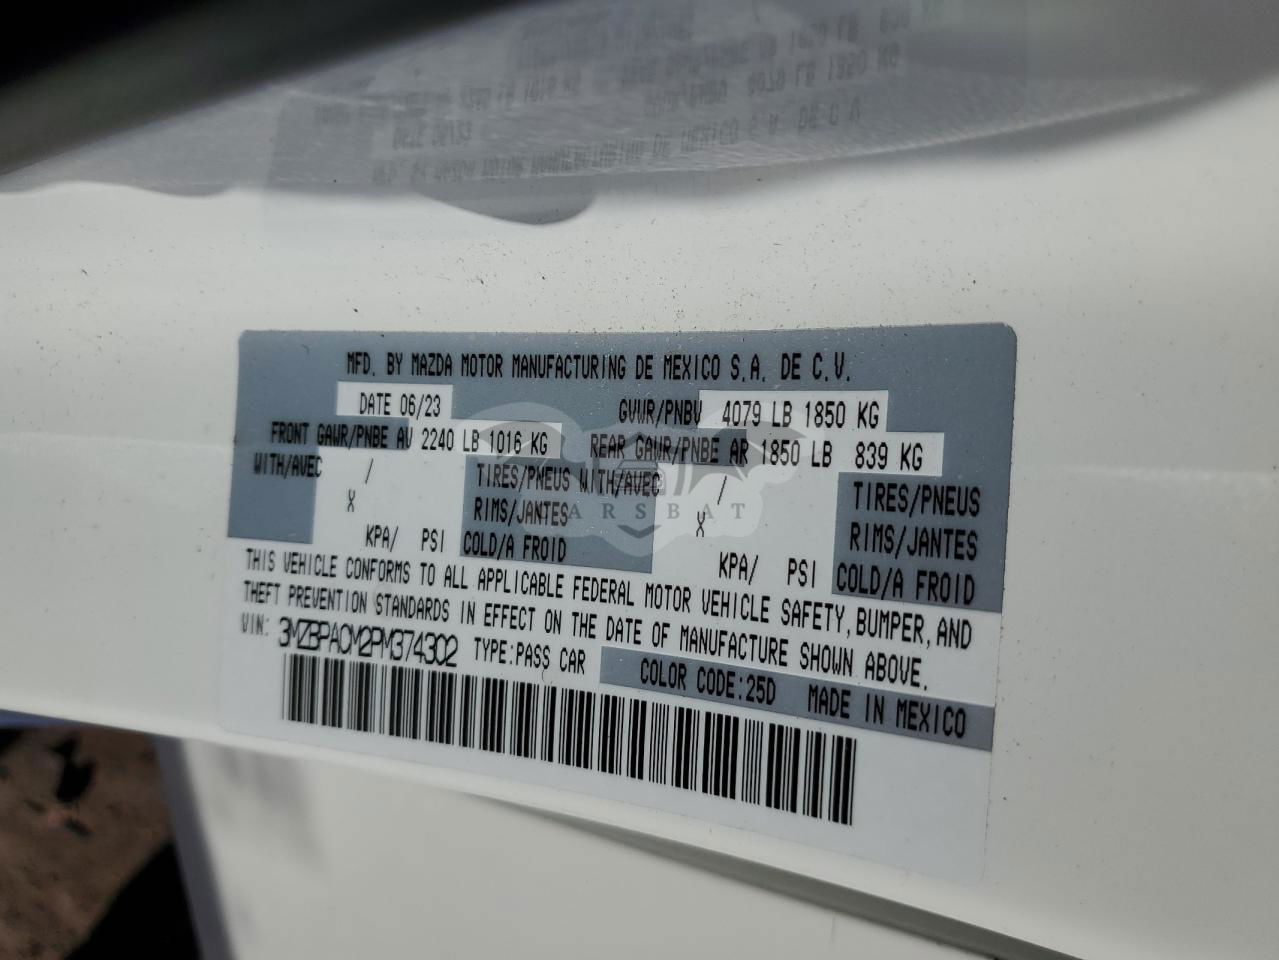 MFD. BY MAZDA MOTOR MANUFACTURING DE MEXICO S.A. DE C.V.
DATE 06/23 GVWR/PNBV 4079 LB 1850 KG
FRONT GAWR/PNBE AV 2240 LB 1016 KG REAR GAWR/PNBE AR 1850 LB 839 KG
WITH/AVEC / TIRES/PNEUS WITH/AVEC / TIRES/PNEUS
X RIMS/JANTES X RIMS/JANTES
KPA/ PSI COLD/A FROID KPA/ PSI COLD/A FROID
THIS VEHICLE CONFORMS TO ALL APPLICABLE FEDERAL MOTOR VEHICLE SAFETY, BUMPER, AND
THEFT PREVENTION STANDARDS IN EFFECT ON THE DATE OF MANUFACTURE SHOWN ABOVE.
VIN: 3MZBPACM2PM374302 TYPE:PASS CAR
COLOR CODE:25D MADE IN MEXICO
ARSBAT